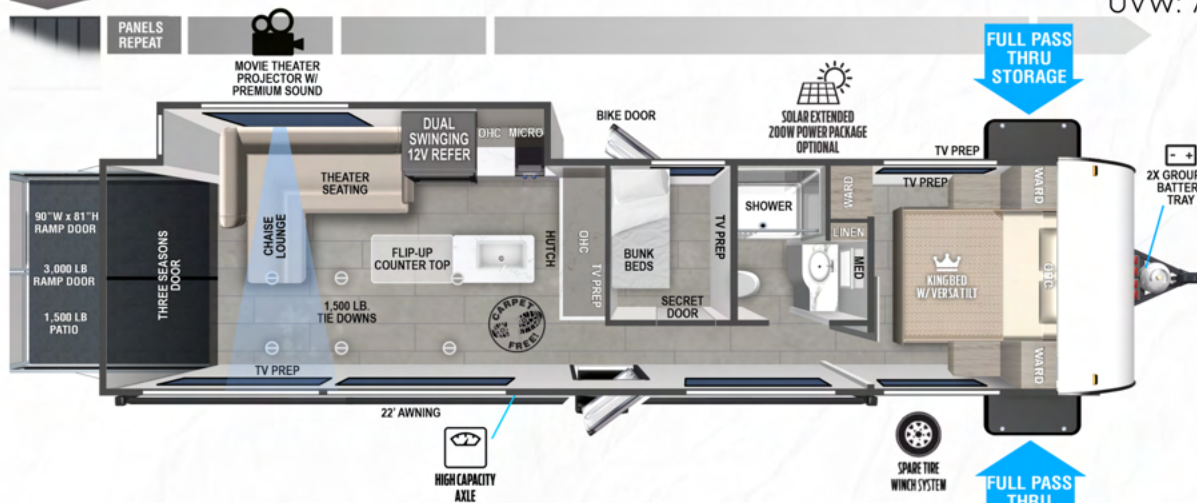 UVW:
PANELS
REPEAT
MOVIE THEATER
PROJECTOR W/
PREMIUM SOUND
FULL PASS
THRU
STORAGE
SOLAR EXTENDED
200W POWER PACKAGE
OPTIONAL
BIKE DOOR
DUAL
SWINGING
12V REFER
OHC
MICRO
TV PREP
- +
2X GROUP
BATTER
TRAY
THEATER
SEATING
TV PREP
WARD
WARD
SHOWER
90"W x 81"H
RAMP DOOR
3,000 LB
RAMP DOOR
1,500 LB
PATIO
THREE SEASONS
DOOR
CHAISE
LOUNGE
FLIP-UP
COUNTER TOP
HUTCH
OHC
TV PREP
BUNK
BEDS
TV PREP
LINEN
MED
KING BED
W/ VERSATILT
OHC
1,500 LB.
TIE DOWNS
CARPET
FREE!
SECRET
DOOR
TV PREP
WARD
22' AWNING
HIGH CAPACITY
AXLE
SPARE TIRE
WINCH SYSTEM
FULL PASS
THRU